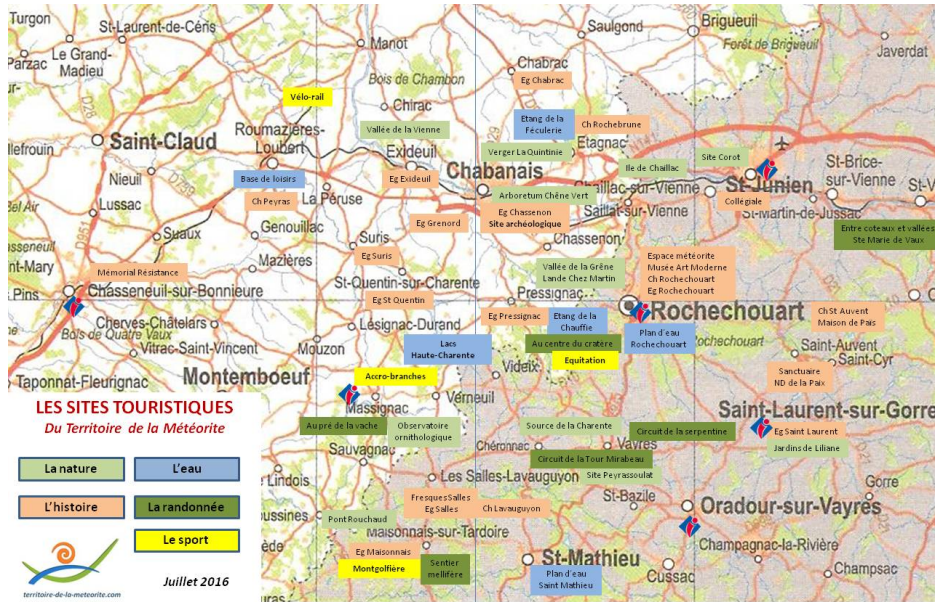 Turgon
St-Laurent-de-Céris
Manot
Saulgond
Brigueuil
Forêt de Brigueuil
Javerdat
Parzac
Le Grand-
Madieu
Bois de Chambon
Chabrac
Eg Chabrac
Vélo-rail
Chirac
D28
Vallée de la Vienne
Etang de la
Féculerie
Ch Rochebrune
Etagnac
Saint-Claud
Roumazières-
Loubert
Exideuil
Verger La Quintinie
Ile de Chaillac
Site Corot
St-Brice-
sur-Vienne
Nieuil
D739
Base de loisirs
Eg Exideuil
Chabanais
Chaillac-sur-Vienne
St-Junien
Lussac
Ch Peyras
La Péruse
Arboretum Chêne Vert
Saillat-sur-Vienne
Collégiale
St-Martin-de-Jussac
Bel Air
D951
Suaux
Genouillac
Eg Grenord
Eg Chassenon
Site archéologique
Entre coteaux et vallées
Ste Marie de Vaux
Suris
Eg Suris
Chassenon
Mazières
Mémorial Résistance
St-Quentin-sur-Charente
Vallée de la Grêne
Lande Chez Martin
Espace météorite
Musée Art Moderne
Ch Rochechouart
Eg Rochechouart
Pins
Chasseneuil-sur-Bonnieure
Eg St Quentin
Pressignac
Rochechouart
Bois de Quatre Vaux
Cherves-Châtelars
Lésignac-Durand
Eg Pressignac
Etang de la
Chauffie
Plan d'eau
Rochechouart
Ch St Auvent
Maison de Païs
Vitrac-Saint-Vincent
Mouzon
Lacs
Haute-Charente
Au centre du cratère
Equitation
Rochechouart
Saint-Auvent
Saint-Cyr
Taponnat-Fleurignac
Montembœuf
Accro-branches
Videix
Sanctuaire
ND de la Paix
Massignac
Verneuil
Saint-Laurent-sur-Gorre
LES SITES TOURISTIQUES
Du Territoire de la Météorite
Au pré de la vache
Observatoire
ornithologique
Source de la Charente
Circuit de la serpentine
Eg Saint Laurent
Jardins de Liliane
Sauvagnac
Chéronnac
Vayres
Circuit de la Tour Mirabeau
La nature
L'eau
Lindois
Les Salles-Lavauguyon
Site Peyrassoulat
Gorre
L'histoire
La randonnée
Fresques Salles
Eg Salles
Ch Lavauguyon
St-Bazile
Oradour-sur-Vayres
Pont Rouchaud
Maisonnais-sur-Tardoire
Le sport
Eg Maisonnais
St-Mathieu
Champagnac-la-Rivière
Montgolfière
Sentier
mellifère
Plan d'eau
Saint Mathieu
Cussac
Champsac
Juillet 2016
territoire-de-la-meteorite.com